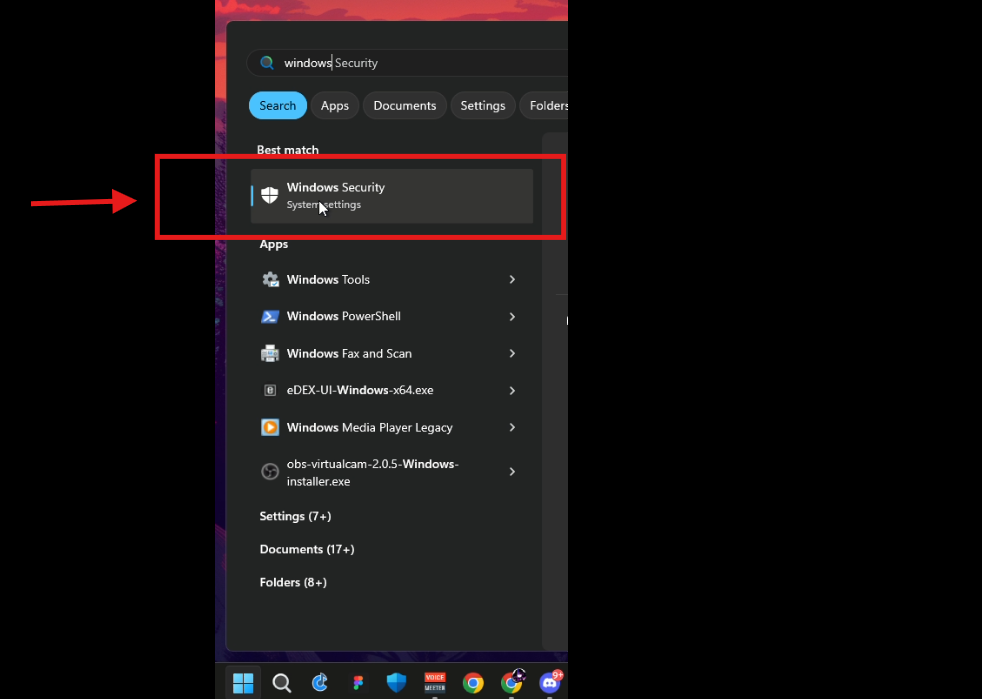 windows Security
Search Apps Documents Settings Folders
Best match
Windows Security
System settings
Apps
Windows Tools
Windows PowerShell
Windows Fax and Scan
eDEX-UI-Windows-x64.exe
Windows Media Player Legacy
obs-virtualcam-2.0.5-Windows-
installer.exe
Settings (7+)
Documents (17+)
Folders (8+)
VOICE
MEETER
9+